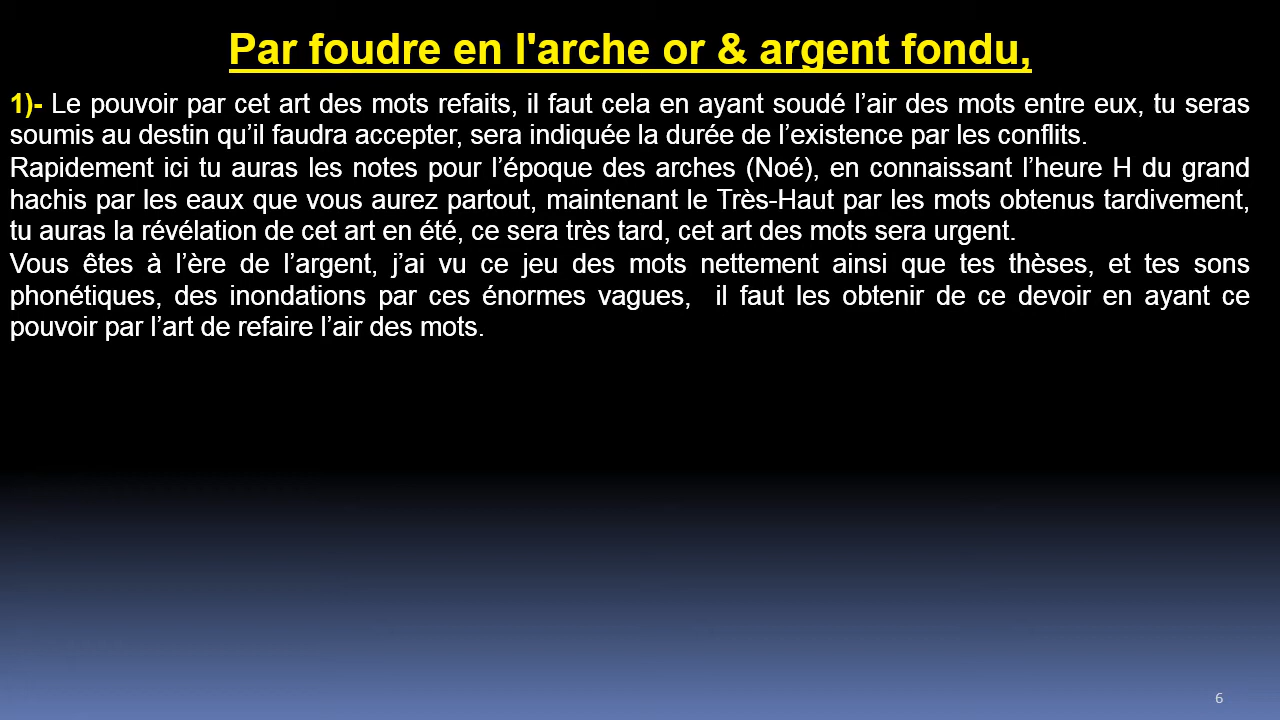 Par foudre en l'arche or & argent fondu,
1)- Le pouvoir par cet art des mots refaits, il faut cela en ayant soudé l’air des mots entre eux, tu seras
soumis au destin qu’il faudra accepter, sera indiquée la durée de l’existence par les conflits.
Rapidement ici tu auras les notes pour l’époque des arches (Noé), en connaissant l’heure H du grand
hachis par les eaux que vous aurez partout, maintenant le Très-Haut par les mots obtenus tardivement,
tu auras la révélation de cet art en été, ce sera très tard, cet art des mots sera urgent.
Vous êtes à l’ère de l’argent, j’ai vu ce jeu des mots nettement ainsi que tes thèses, et tes sons
phonétiques, des inondations par ces énormes vagues,  il faut les obtenir de ce devoir en ayant ce
pouvoir par l’art de refaire l’air des mots.
6